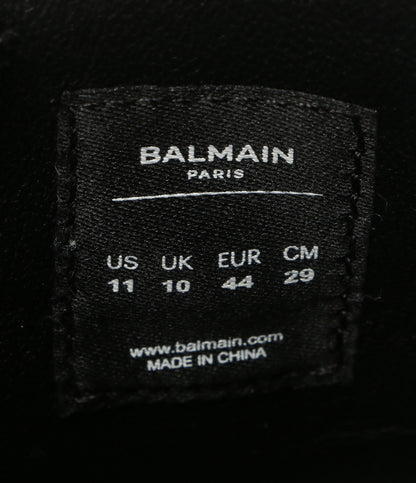 BALMAIN
PARIS
US UK EUR CM
11 10 44 29
www.balmain.com
MADE IN CHINA